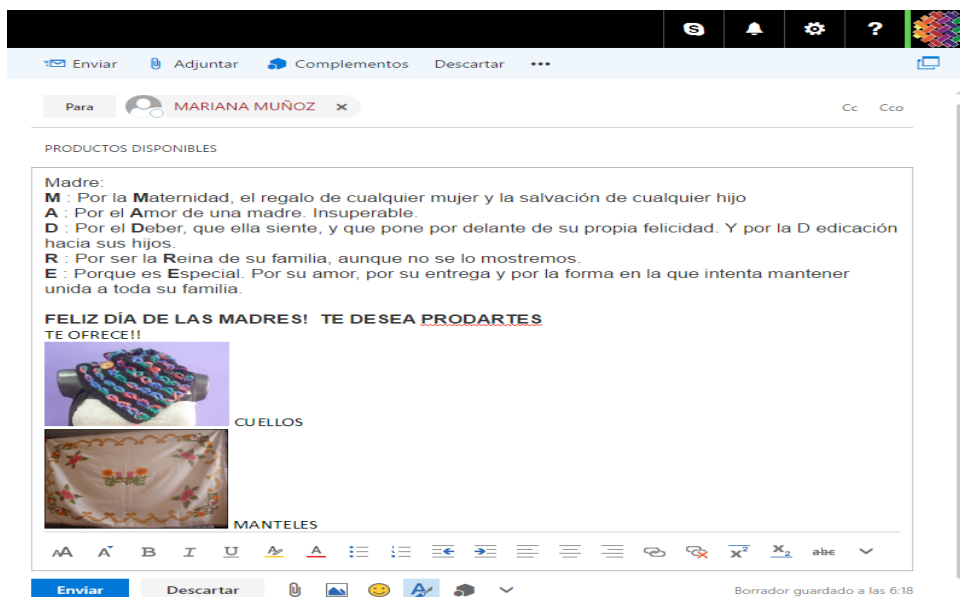 ?
Enviar Adjuntar Complementos Descartar •••
Para MARIANA MUÑOZ x Cc Cco
PRODUCTOS DISPONIBLES
Madre:
M : Por la Maternidad, el regalo de cualquier mujer y la salvación de cualquier hijo
A : Por el Amor de una madre. Insuperable.
D : Por el Deber, que ella siente, y que pone por delante de su propia felicidad. Y por la D edicación
hacia sus hijos.
R : Por ser la Reina de su familia, aunque no se lo mostremos.
E : Porque es Especial. Por su amor, por su entrega y por la forma en la que intenta mantener
unida a toda su familia.
FELIZ DÍA DE LAS MADRES! TE DESEA PRODARTES
TE OFRECE!!
CUELLOS
MANTELES
AA A B I U A A x² x₂ abc
Enviar Descartar Borrador guardado a las 6:18